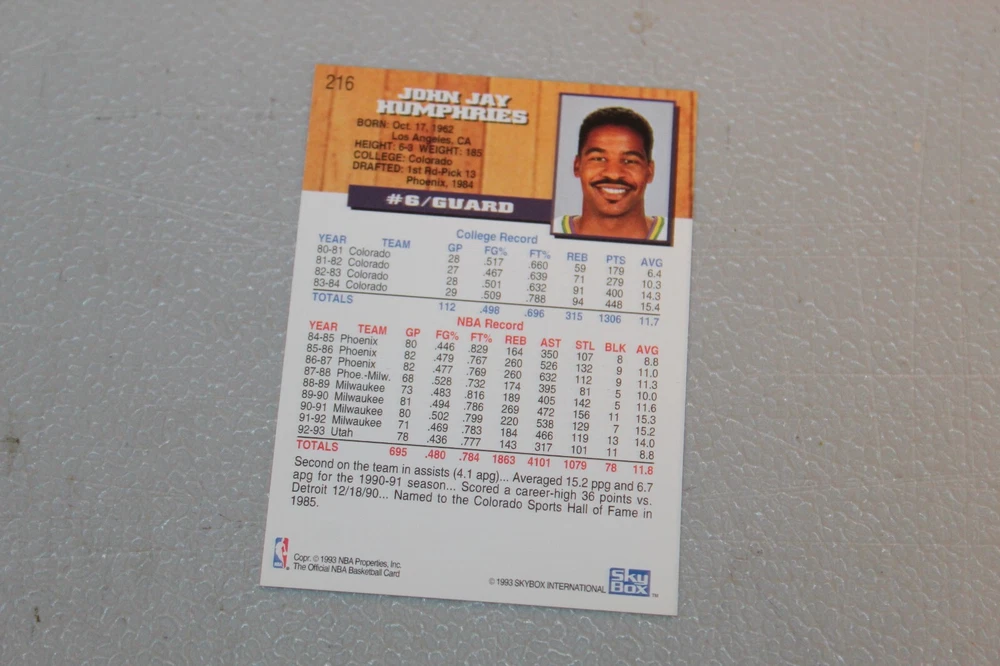 216
JOHN JAY
HUMPHRIES
BORN: Oct. 17, 1962
Los Angeles, CA
HEIGHT: 6-3 WEIGHT: 185
COLLEGE: Colorado
DRAFTED: 1st Rd-Pick 13
Phoenix, 1984
#6/GUARD
College Record
YEAR TEAM GP FG% FT% REB PTS AVG
80-81 Colorado 28 .517 .660 59 179 6.4
81-82 Colorado 27 .467 .639 71 279 10.3
82-83 Colorado 28 .501 .632 91 400 14.3
83-84 Colorado 29 .509 .788 94 448 15.4
TOTALS 112 .498 .696 315 1306 11.7
NBA Record
YEAR TEAM GP FG% FT% REB AST STL BLK AVG
84-85 Phoenix 80 .446 .829 164 350 107 8 8.8
85-86 Phoenix 82 .479 .767 260 526 132 9 11.0
86-87 Phoenix 82 .477 .769 260 632 112 9 11.3
87-88 Phoe.-Milw. 68 .528 .732 174 395 81 5 10.0
88-89 Milwaukee 73 .483 .816 189 405 142 5 11.6
89-90 Milwaukee 81 .494 .786 269 472 156 11 15.3
90-91 Milwaukee 80 .502 .799 220 538 129 7 15.2
91-92 Milwaukee 71 .469 .783 184 466 119 13 14.0
92-93 Utah 78 .436 .777 143 317 101 11 8.8
TOTALS 695 .480 .784 1863 4101 1079 78 11.8
Second on the team in assists (4.1 apg)... Averaged 15.2 ppg and 6.7
apg for the 1990-91 season... Scored a career-high 36 points vs.
Detroit 12/18/90... Named to the Colorado Sports Hall of Fame in
1985.
Copr. © 1993 NBA Properties, Inc.
The Official NBA Basketball Card
© 1993 SKYBOX INTERNATIONAL
SkyBox™